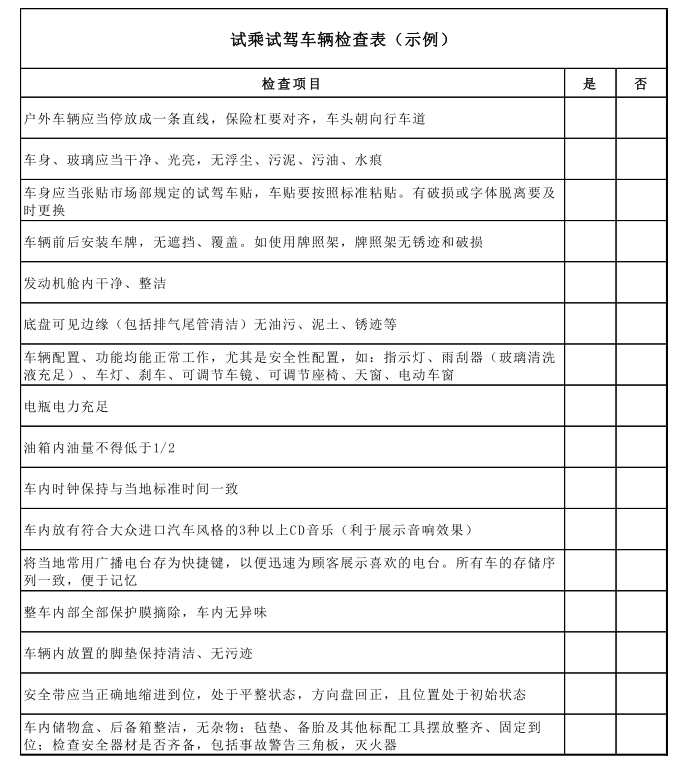 试乘试驾车辆检查表（示例）
检查项目 是 否
户外车辆应当停放成一条直线，保险杠要对齐，车头朝向行车道
车身、玻璃应当干净、光亮，无浮尘、污泥、污油、水痕
车身应当张贴市场部规定的试驾车贴，车贴要按照标准粘贴。有破损或字体脱离要及
时更换
车辆前后安装车牌，无遮挡、覆盖。如使用牌照架，牌照架无锈迹和破损
发动机舱内干净、整洁
底盘可见边缘（包括排气尾管清洁）无油污、泥土、锈迹等
车辆配置、功能均能正常工作，尤其是安全性配置，如：指示灯、雨刮器（玻璃清洗
液充足）、车灯、刹车、可调节车镜、可调节座椅、天窗、电动车窗
电瓶电力充足
油箱内油量不得低于1/2
车内时钟保持与当地标准时间一致
车内放有符合大众进口汽车风格的3种以上CD音乐（利于展示音响效果）
将当地常用广播电台存为快捷键，以便迅速为顾客展示喜欢的电台。所有车的存储序
列一致，便于记忆
整车内部全部保护膜摘除，车内无异味
车辆内放置的脚垫保持清洁、无污迹
安全带应当正确地缩进到位，处于平整状态，方向盘回正，且位置处于初始状态
车内储物盒、后备箱整洁，无杂物；毡垫、备胎及其他标配工具摆放整齐、固定到
位；检查安全器材是否齐备，包括事故警告三角板，灭火器